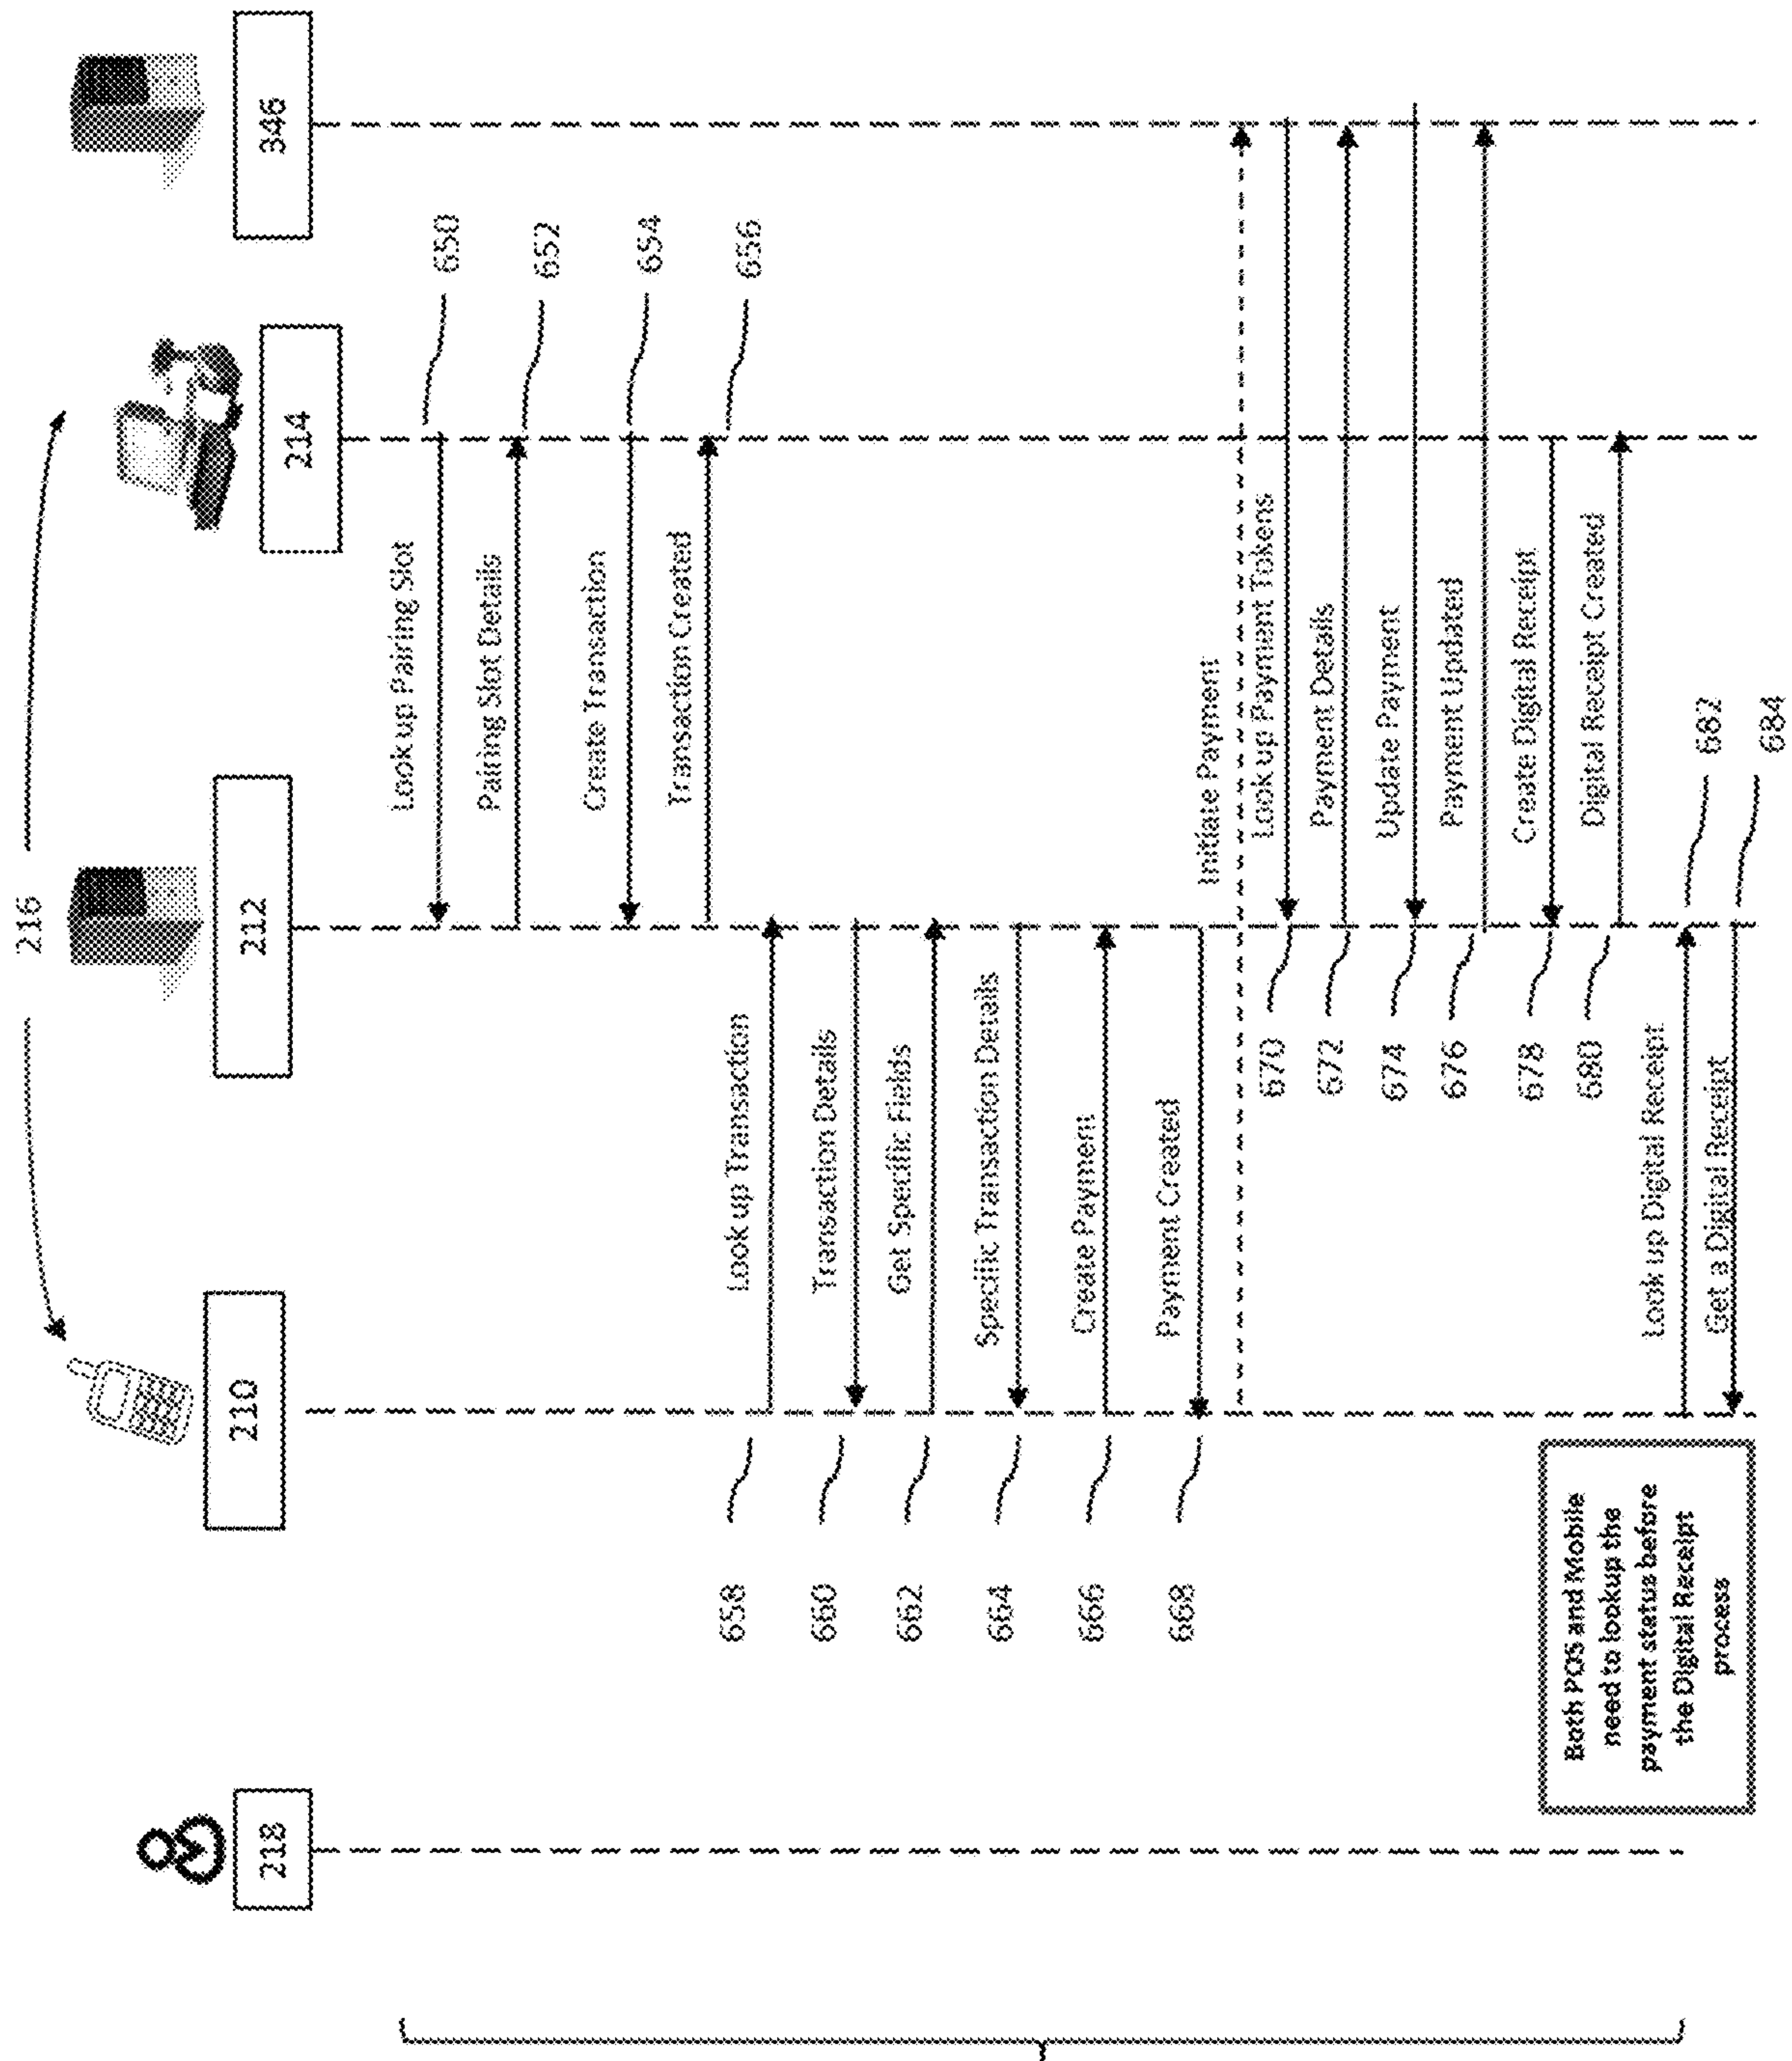 216
218
210
212
214
346
Look up Pairing Slot
650
Pairing Slot Details
652
Create Transaction
654
Transaction Created
656
658
Look up Transaction
660
Transaction Details
662
Get Specific Fields
664
Specific Transaction Details
666
Create Payment
668
Payment Created
Initiate Payment
670
Look up Payment Tokens
672
Payment Details
674
Update Payment
676
Payment Updated
678
Create Digital Receipt
680
Digital Receipt Created
Both POS and Mobile
need to lookup the
payment status before
the Digital Receipt
process
Look up Digital Receipt
682
Get a Digital Receipt
684